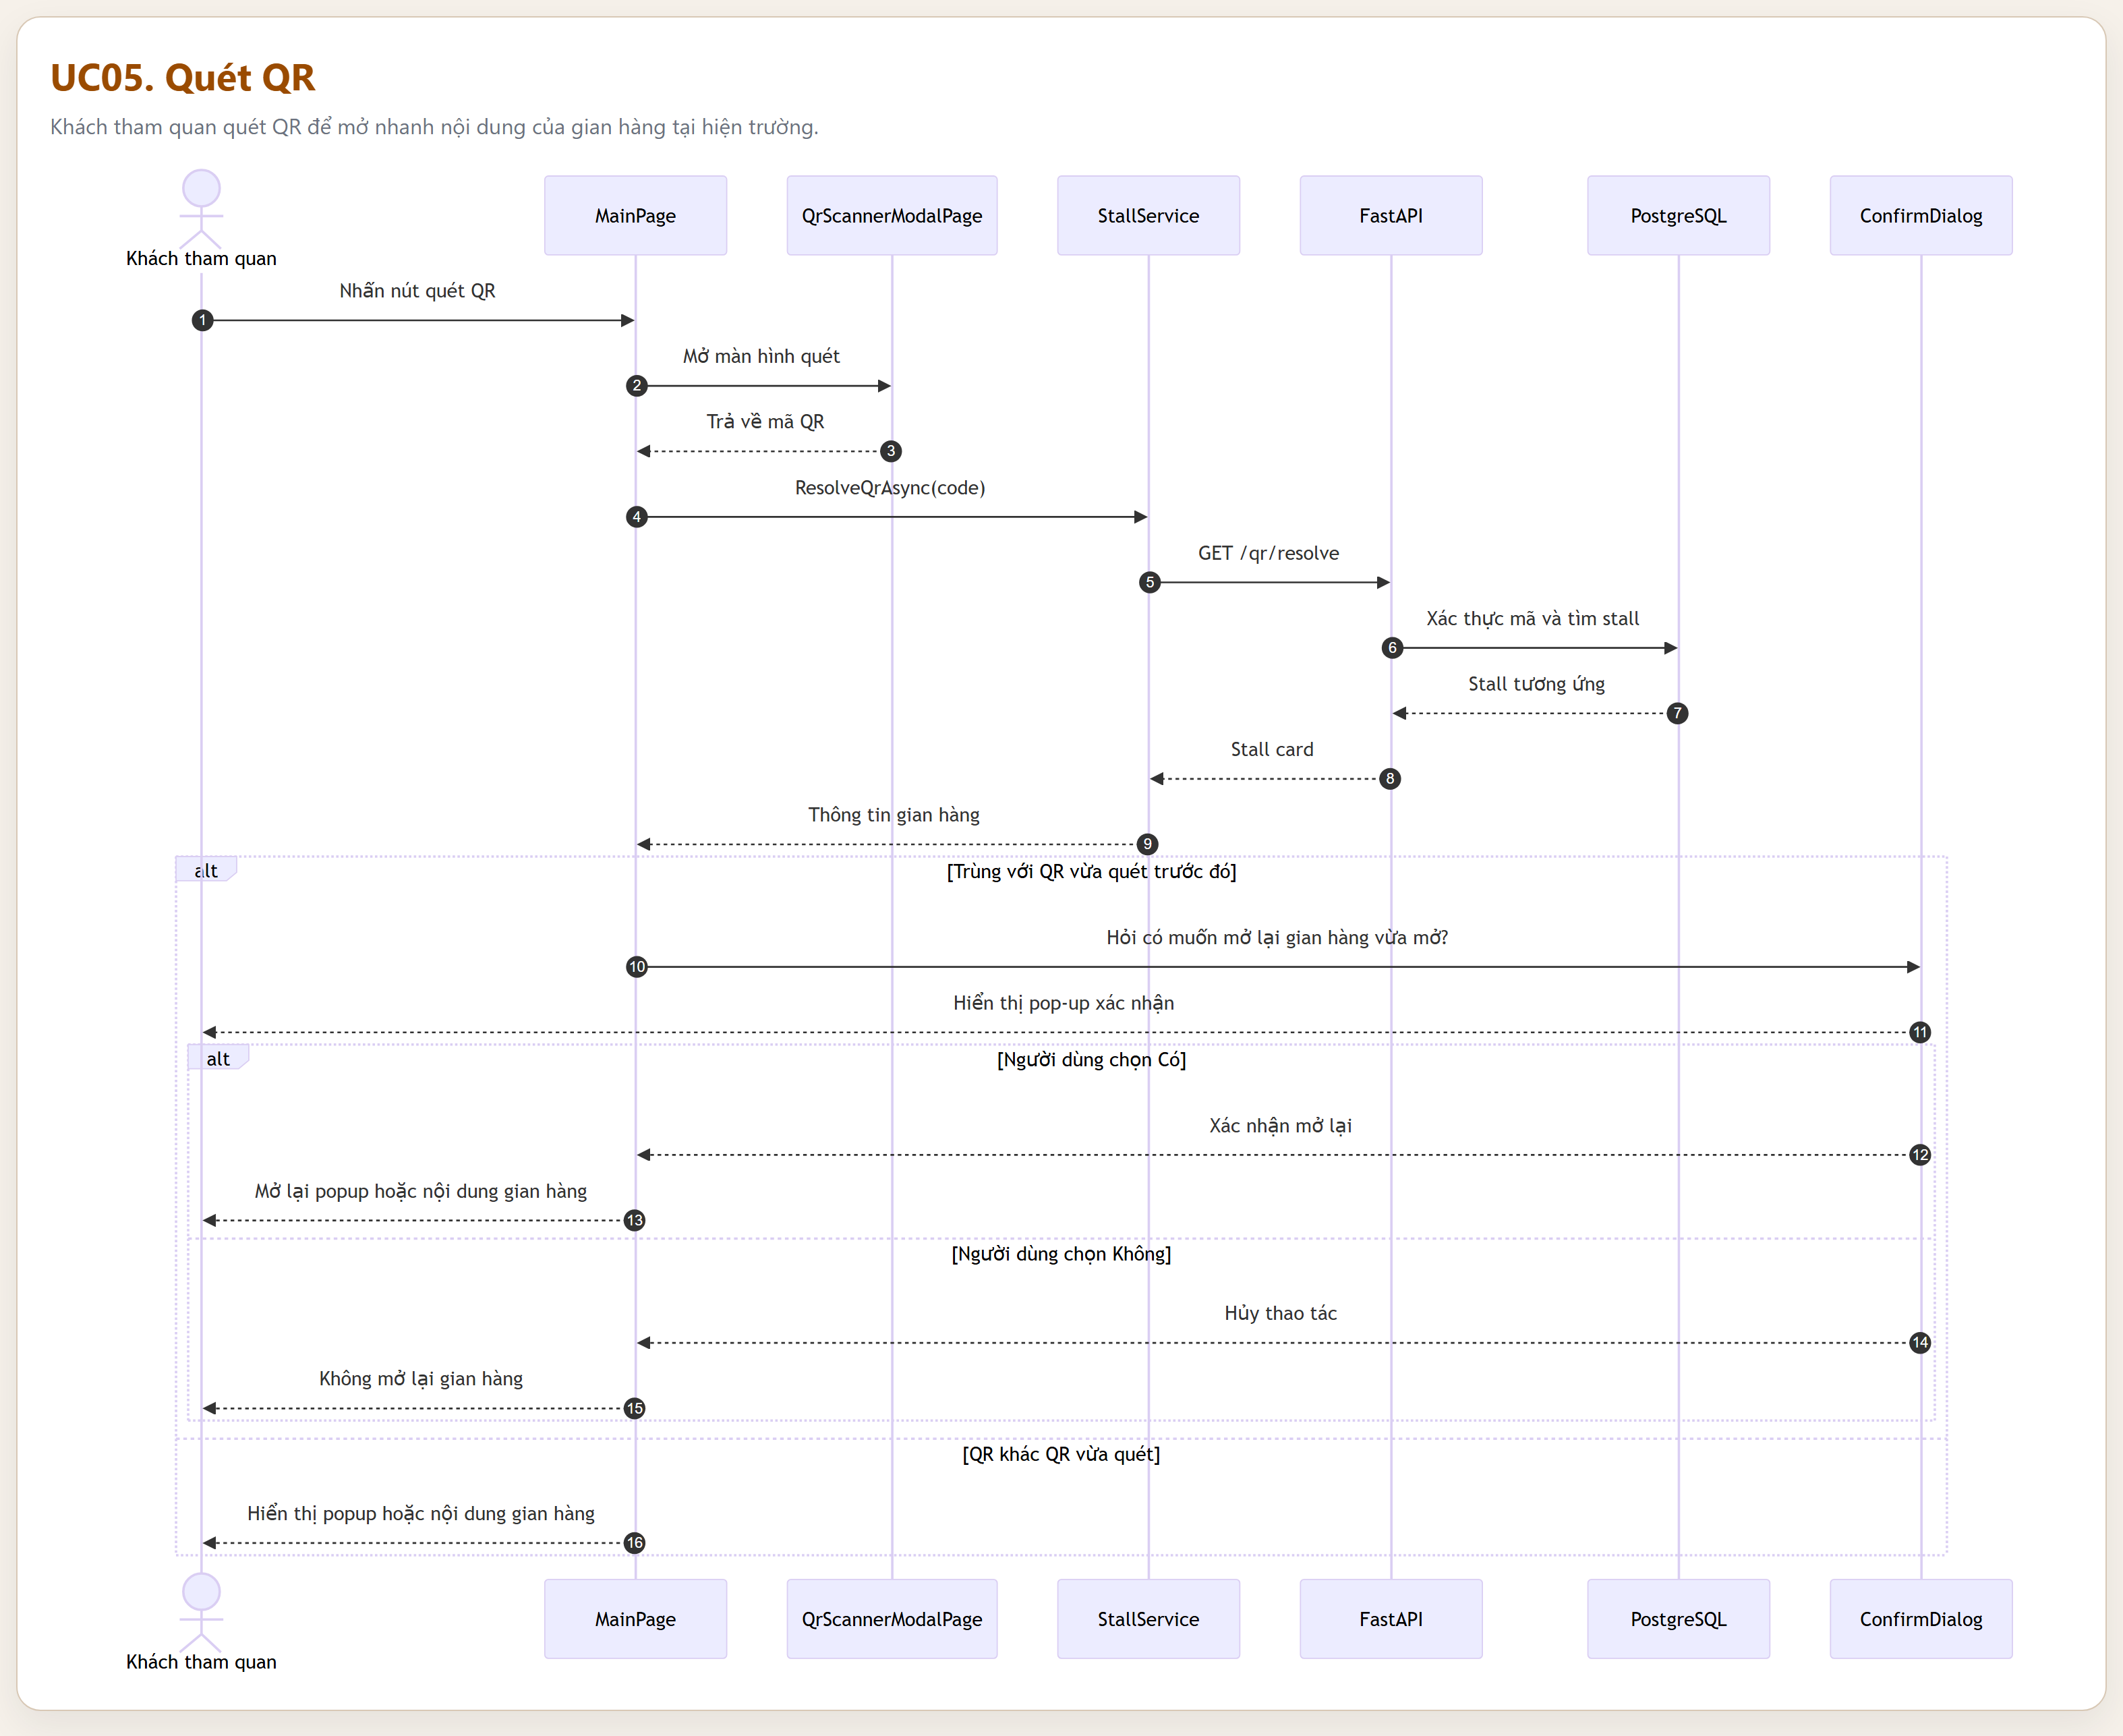 UC05. Quét QR
Khách tham quan quét QR để mở nhanh nội dung của gian hàng tại hiện trường.
Khách tham quan
MainPage
QrScannerModalPage
StallService
FastAPI
PostgreSQL
ConfirmDialog
Nhấn nút quét QR
1
Mở màn hình quét
2
Trả về mã QR
3
ResolveQrAsync(code)
4
GET /qr/resolve
5
Xác thực mã và tìm stall
6
Stall tương ứng
7
Stall card
8
Thông tin gian hàng
9
alt
[Trùng với QR vừa quét trước đó]
Hỏi có muốn mở lại gian hàng vừa mở?
10
Hiển thị pop-up xác nhận
11
alt
[Người dùng chọn Có]
Xác nhận mở lại
12
Mở lại popup hoặc nội dung gian hàng
13
[Người dùng chọn Không]
Hủy thao tác
14
Không mở lại gian hàng
15
[QR khác QR vừa quét]
Hiển thị popup hoặc nội dung gian hàng
16
Khách tham quan
MainPage
QrScannerModalPage
StallService
FastAPI
PostgreSQL
ConfirmDialog